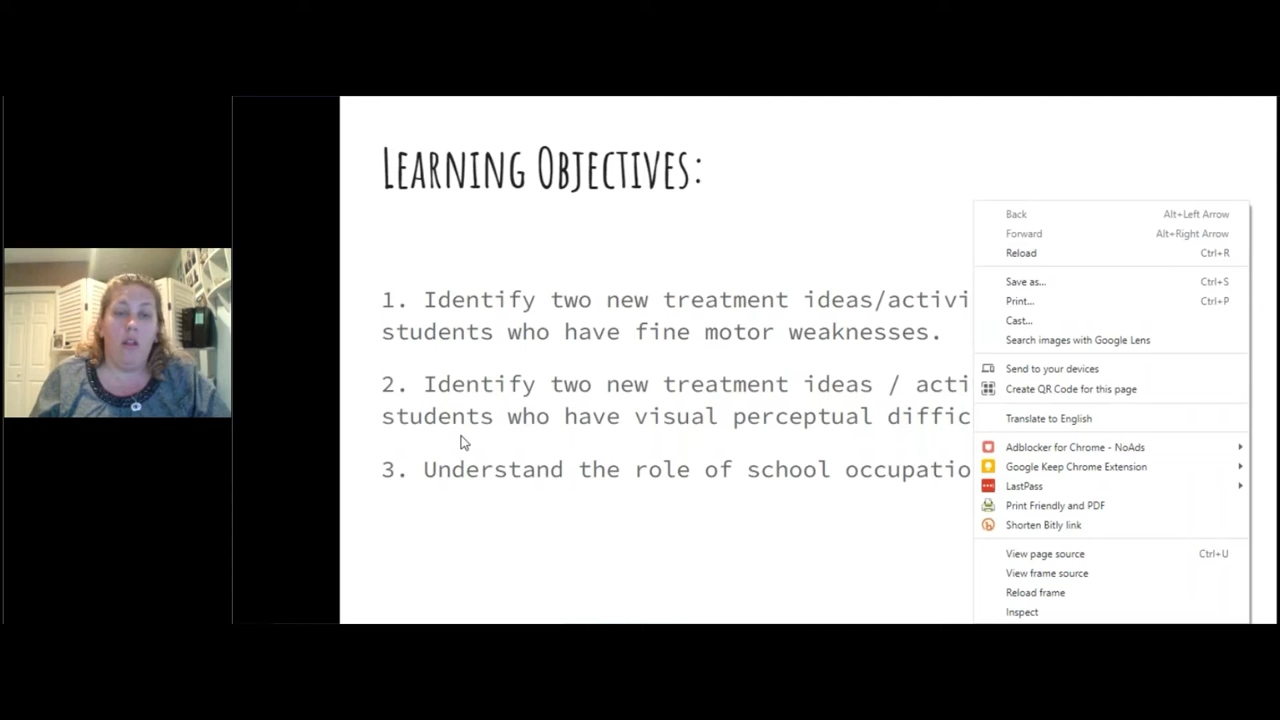 Learning Objectives:
1. Identify two new treatment ideas/activi
students who have fine motor weaknesses.
2. Identify two new treatment ideas / acti
students who have visual perceptual diffic
3. Understand the role of school occupatio
Back Alt+Left Arrow
Forward Alt+Right Arrow
Reload Ctrl+R
Save as... Ctrl+S
Print... Ctrl+P
Cast...
Search images with Google Lens
Send to your devices
Create QR Code for this page
Translate to English
Adblocker for Chrome - NoAds
Google Keep Chrome Extension
LastPass
Print Friendly and PDF
Shorten Bitly link
View page source Ctrl+U
View frame source
Reload frame
Inspect